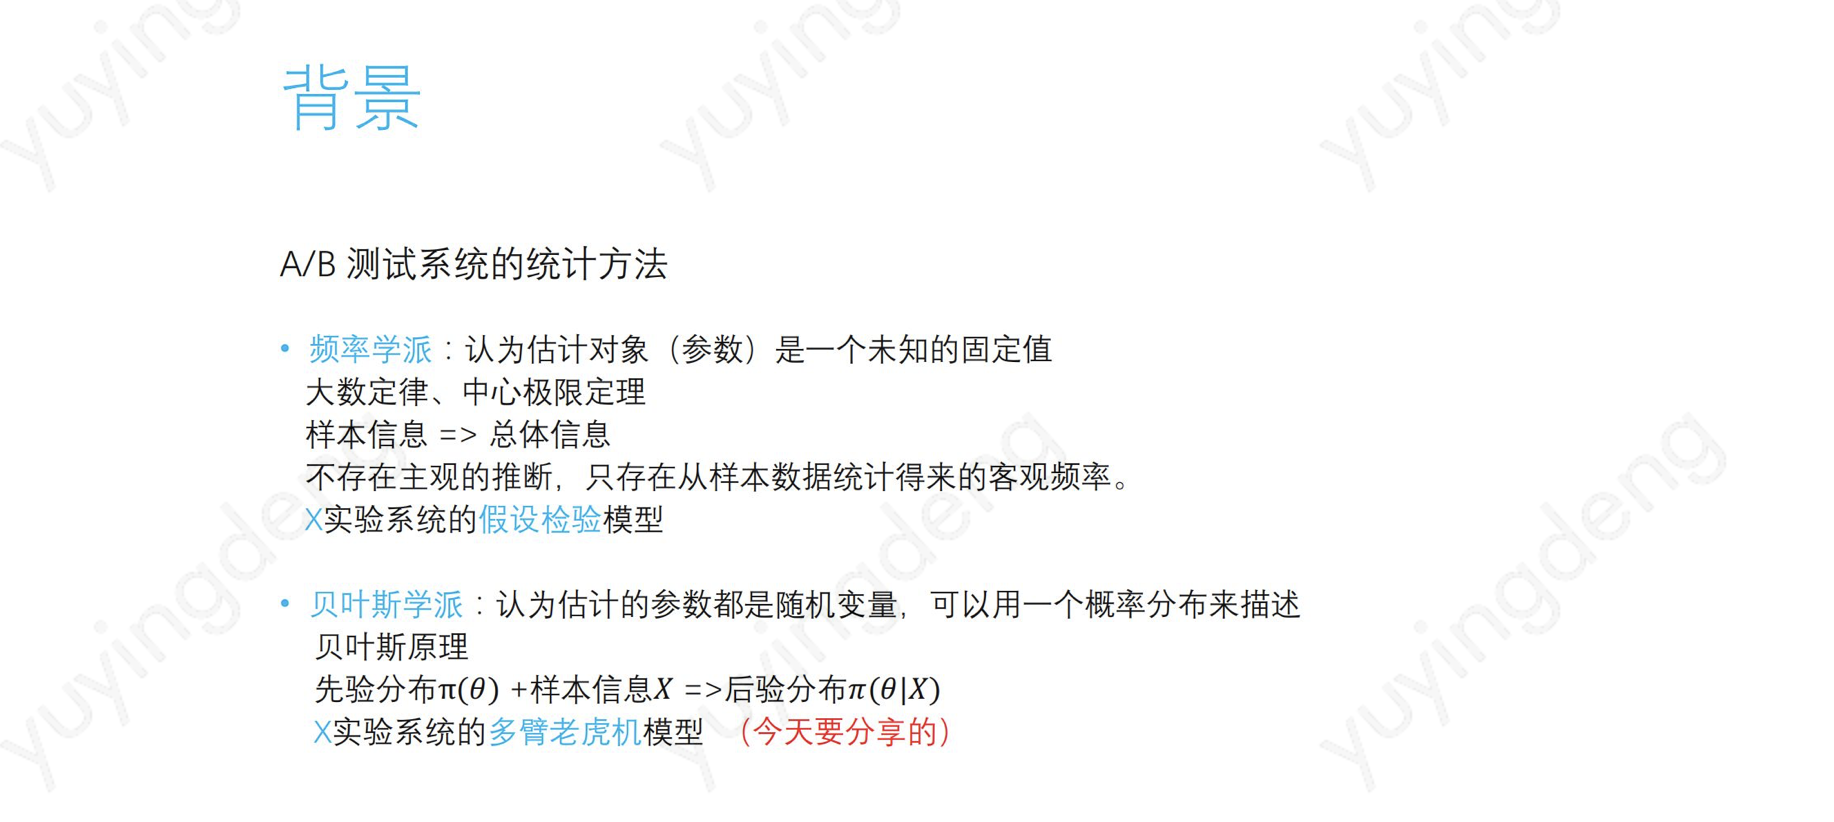 背景
A/B 测试系统的统计方法
• 频率学派：认为估计对象（参数）是一个未知的固定值
大数定律、中心极限定理
样本信息 => 总体信息
不存在主观的推断，只存在从样本数据统计得来的客观频率。
X实验系统的假设检验模型
• 贝叶斯学派：认为估计的参数都是随机变量，可以用一个概率分布来描述
贝叶斯原理
先验分布π(θ) +样本信息X =>后验分布π(θ|X)
X实验系统的多臂老虎机模型 （今天要分享的）
yuyingdeng
yuyingdeng
yuyingdeng
yuying
yuying
yuying